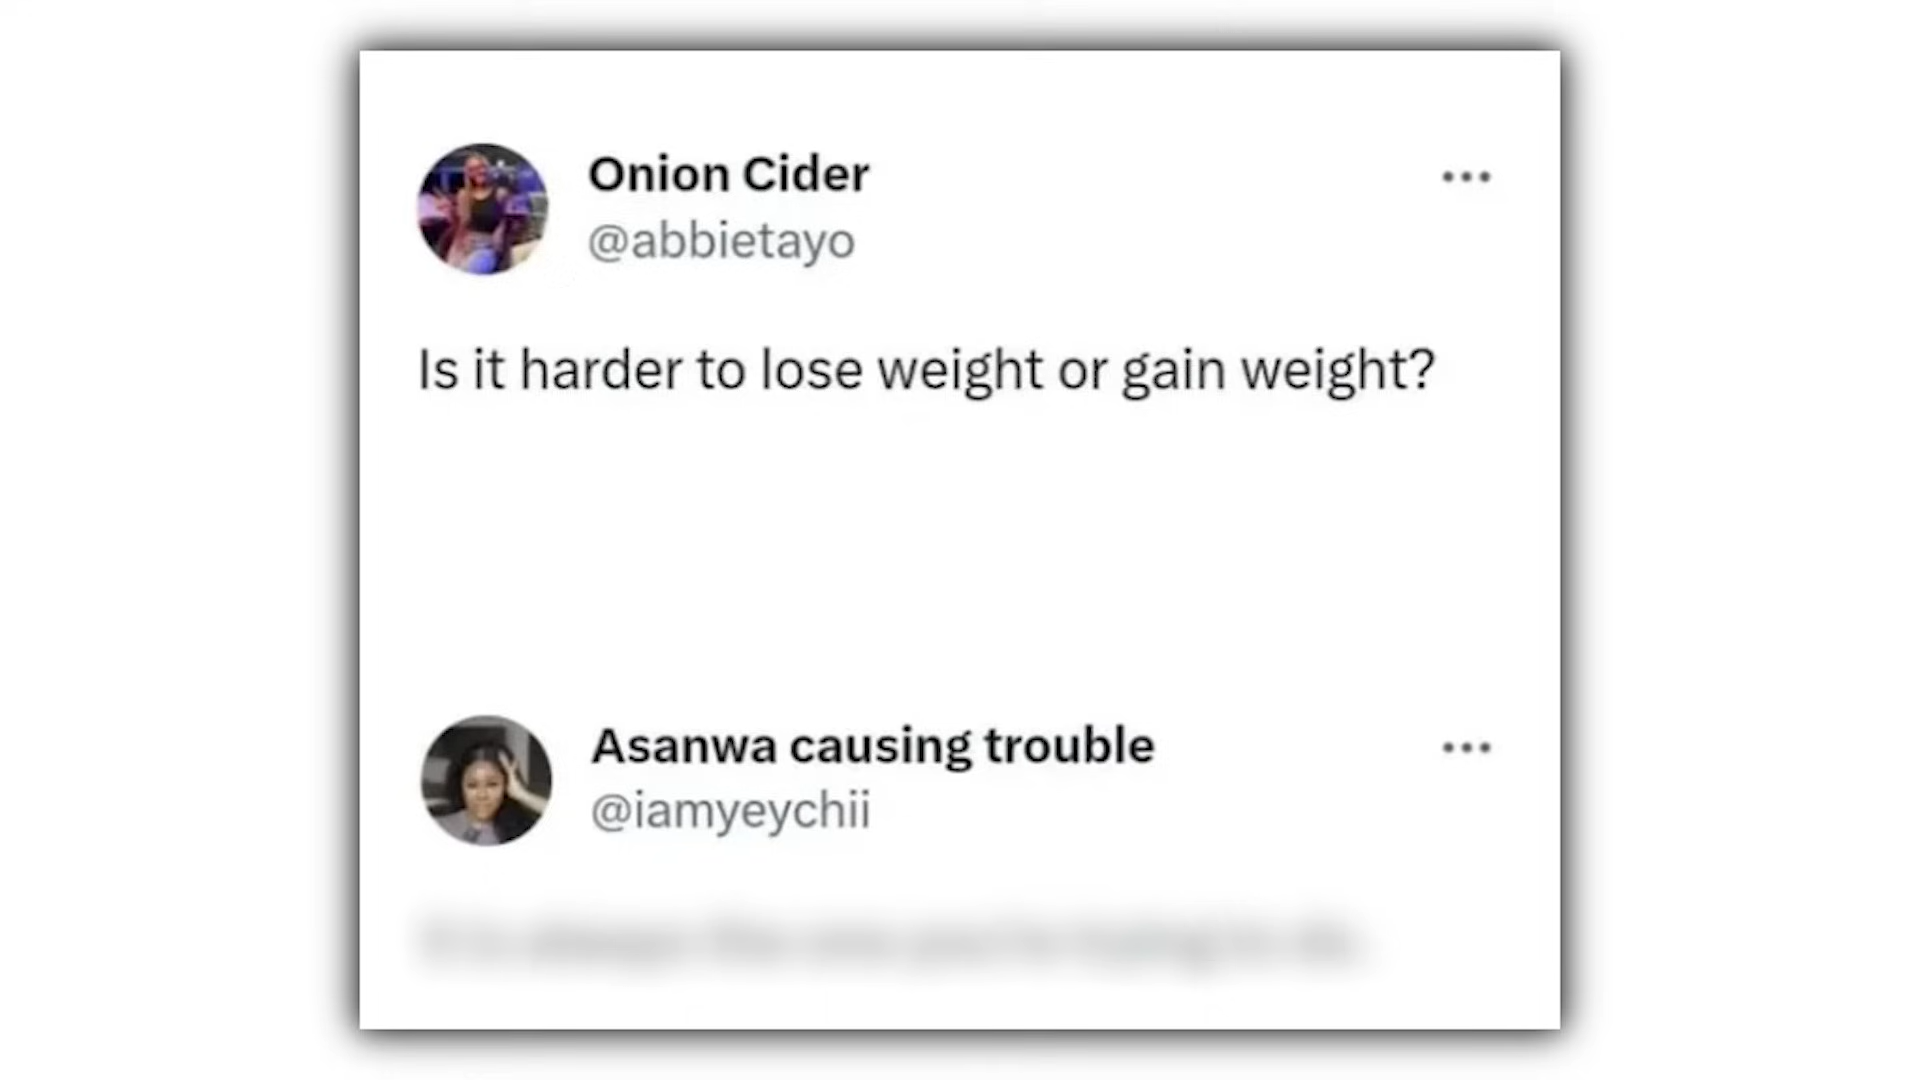 Onion Cider
@abbietayo
Is it harder to lose weight or gain weight?
Asanwa causing trouble
@iamyeychii